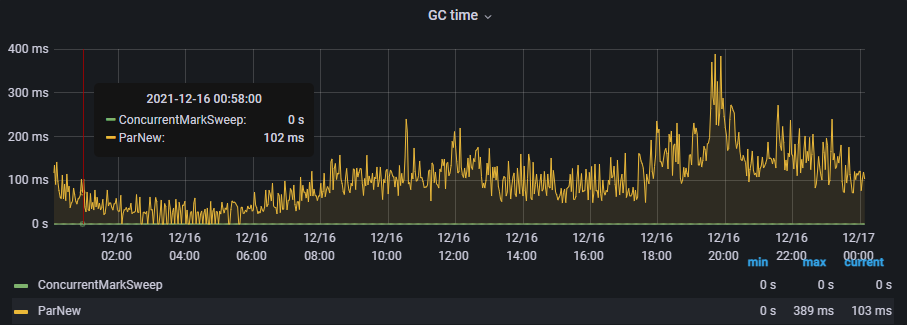 GC time
400 ms
300 ms
200 ms
100 ms
0 s
2021-12-16 00:58:00
ConcurrentMarkSweep: 0 s
ParNew: 102 ms
12/16 12/16 12/16 12/16 12/16 12/16 12/16 12/16 12/16 12/16 12/16 12/17
02:00 04:00 06:00 08:00 10:00 12:00 14:00 16:00 18:00 20:00 22:00 00:00
min max current
ConcurrentMarkSweep 0 s 0 s 0 s
ParNew 0 s 389 ms 103 ms